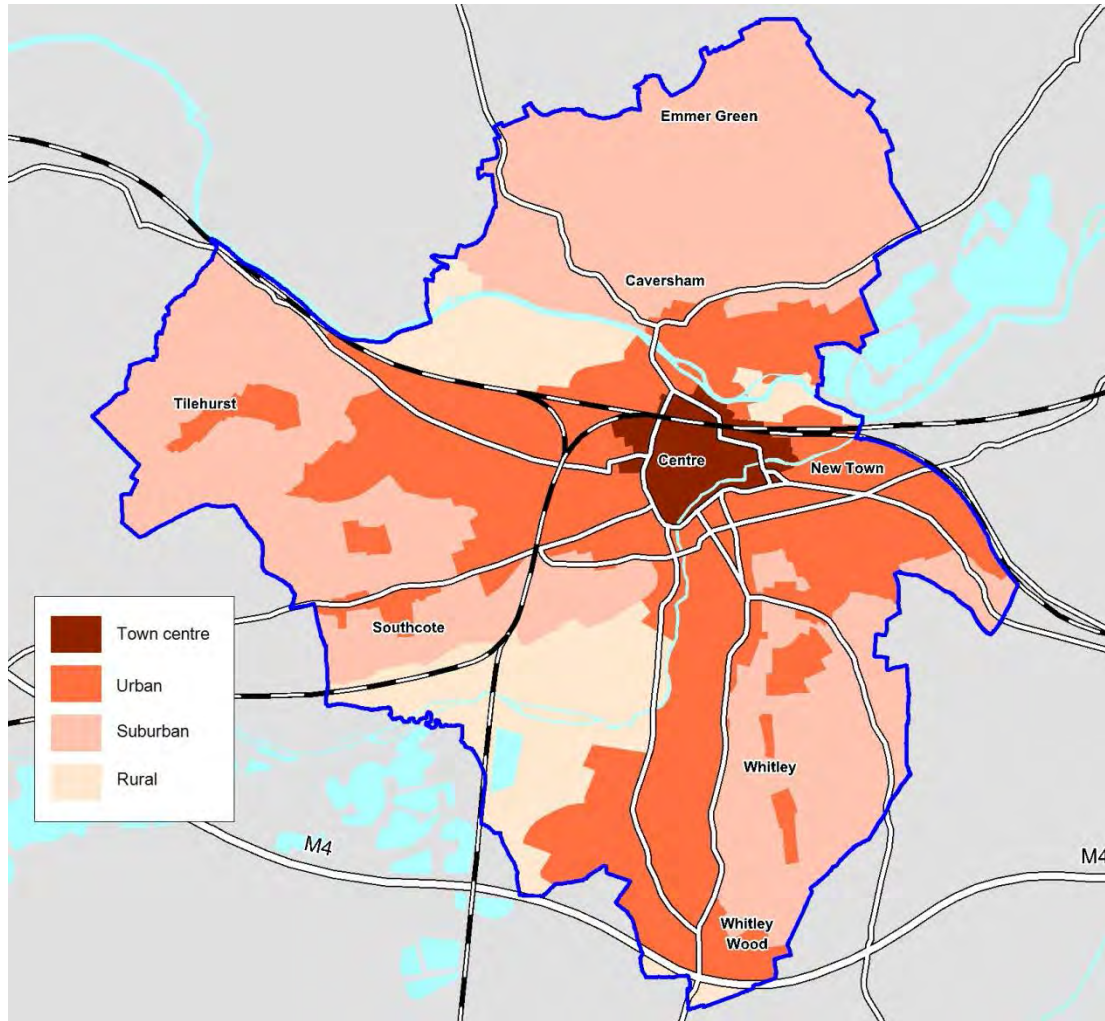 Emmer Green
Caversham
Tilehurst
Centre
New Town
Southcote
Town centre
Urban
Suburban
Rural
Whitley
M4
M4
Whitley
Wood